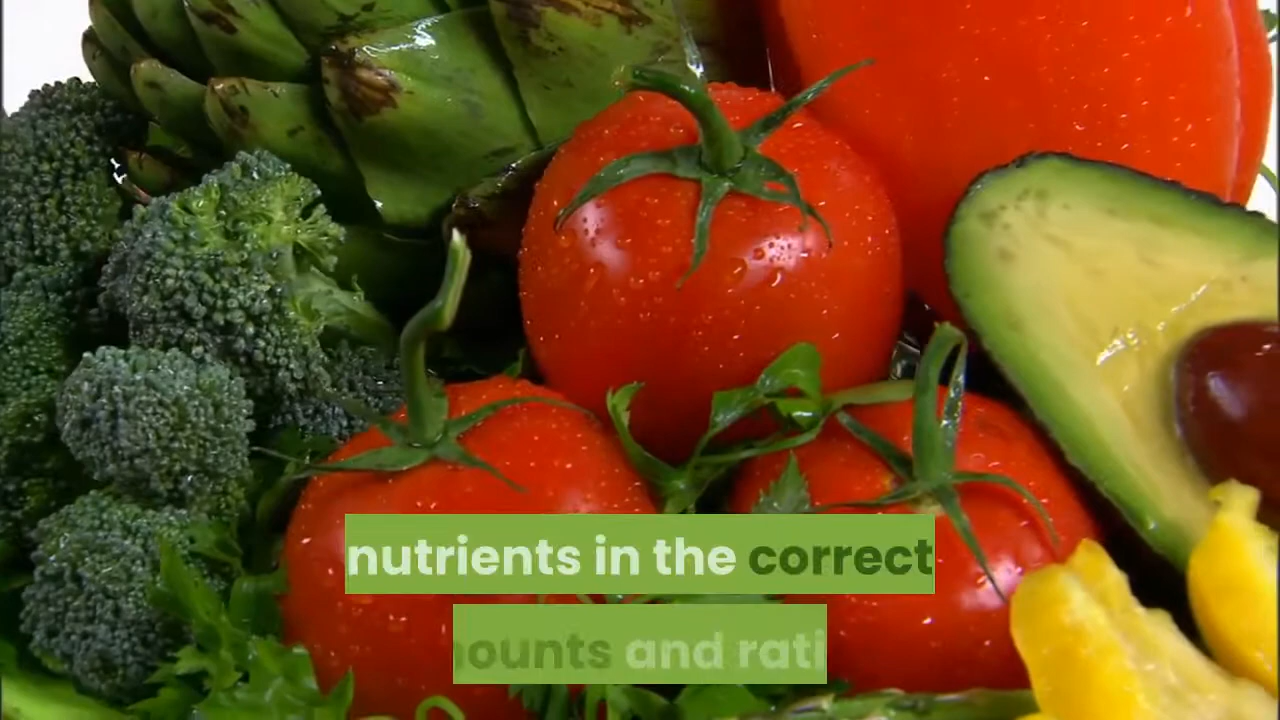 nutrients in the correct
ounts and rati